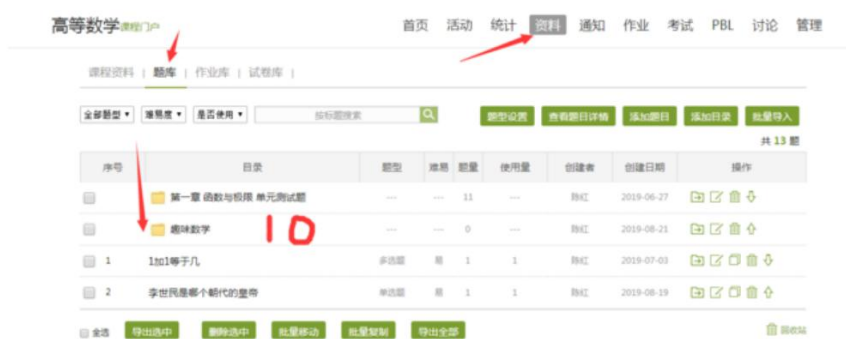 高等数学 课程门户 首页 活动 统计 资料 通知 作业 考试 PBL 讨论 管理
课程资料 | 题库 | 作业库 | 试卷库 |
全部题型 难易度 是否使用 按标题搜索 题型设置 查看题目详情 添加题目 添加目录 批量导入
共 13 题
序号 目录 题型 难易 题量 使用量 创建者 创建日期 操作
第一章 函数与极限 单元测试题 --- --- 11 --- 陈红 2019-06-27
趣味数学 10 --- --- 0 --- 陈红 2019-08-21
1 1加1等于几 多选题 易 1 1 陈红 2019-07-03
2 李世民是哪个朝代的皇帝 单选题 易 1 1 陈红 2019-08-19
全选 导出选中 删除选中 批量移动 批量复制 导出全部 回收站